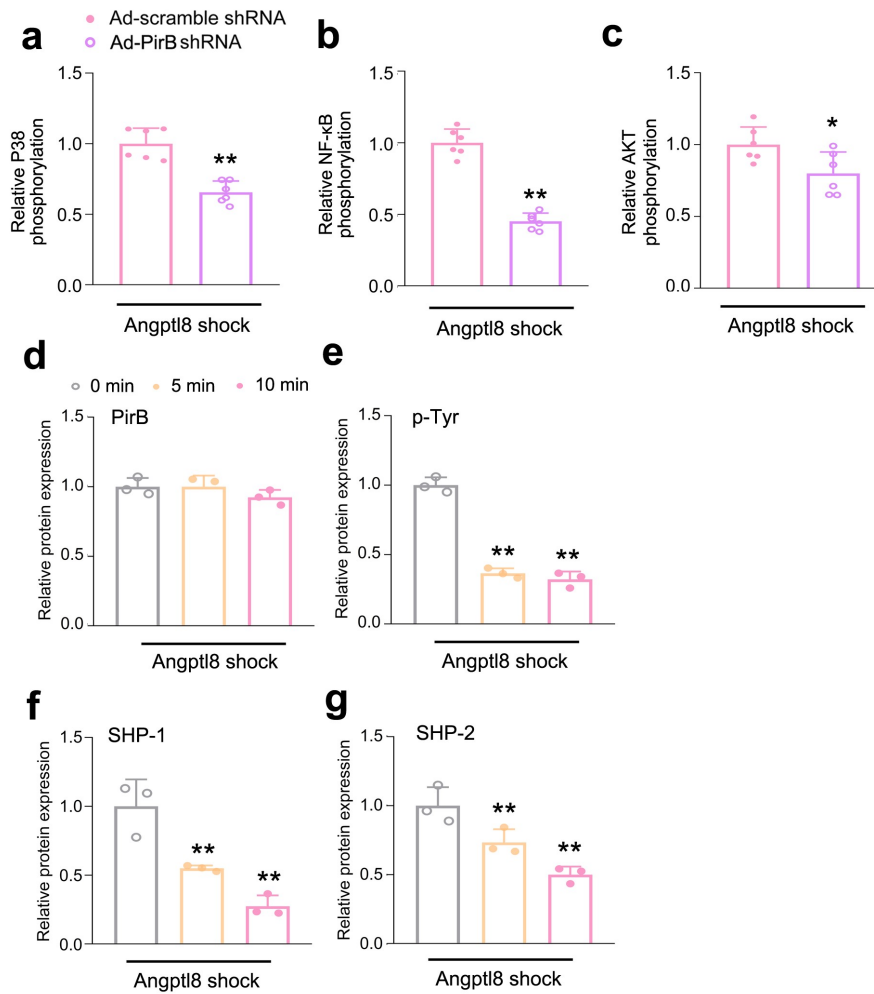 Ad-scramble shRNA
Ad-PirB shRNA
a
Relative P38
phosphorylation
1.5
1.0
0.5
0.0
**
Angptl8 shock
b
Relative NF-κB
phosphorylation
1.5
1.0
0.5
0.0
**
Angptl8 shock
c
Relative AKT
phosphorylation
1.5
1.0
0.5
0.0
*
Angptl8 shock
d
0 min 5 min 10 min
PirB
Relative protein expression
1.5
1.0
0.5
0.0
Angptl8 shock
e
p-Tyr
Relative protein expression
1.5
1.0
0.5
0.0
** **
Angptl8 shock
f
SHP-1
Relative protein expression
1.5
1.0
0.5
0.0
**
**
Angptl8 shock
g
SHP-2
Relative protein expression
1.5
1.0
0.5
0.0
**
**
Angptl8 shock